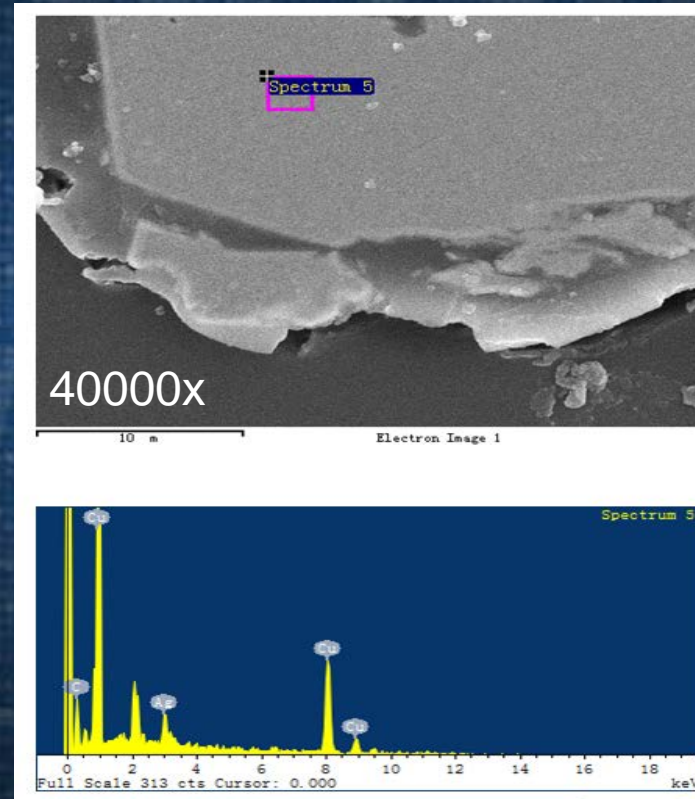 Spectrum 5
40000x
10 m
Electron Image 1
Spectrum 5
Cu
Cu
C
Ag
Cu
0 2 4 6 8 10 12 14 16 18
Full Scale 313 cts Cursor: 0.000 keV